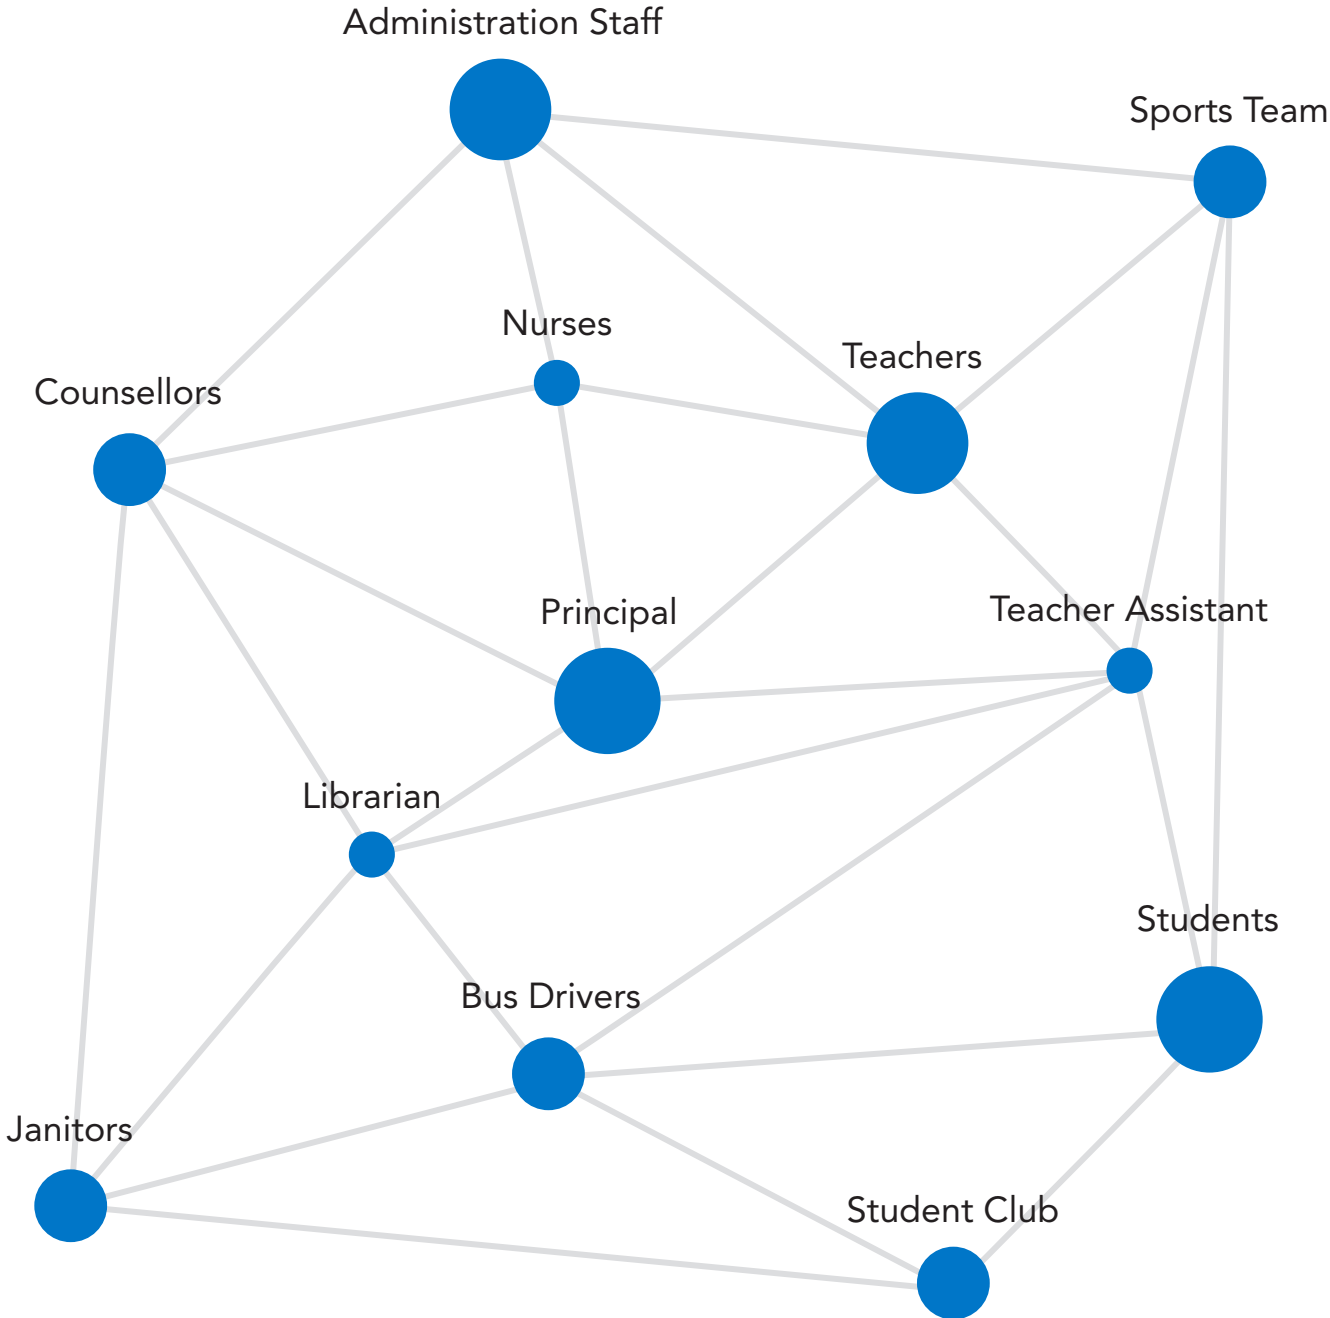 Administration Staff
Sports Team
Nurses
Teachers
Counsellors
Teacher Assistant
Principal
Librarian
Students
Bus Drivers
Janitors
Student Club